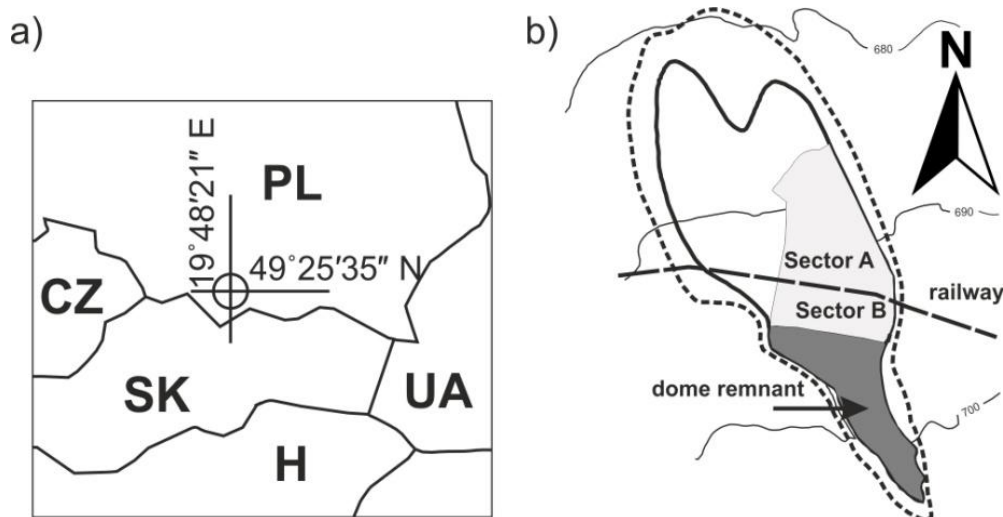 a)
19°48′21″ E
PL
49°25′35″ N
CZ
SK
UA
H
b)
680
N
690
Sector A
railway
Sector B
dome remnant
700